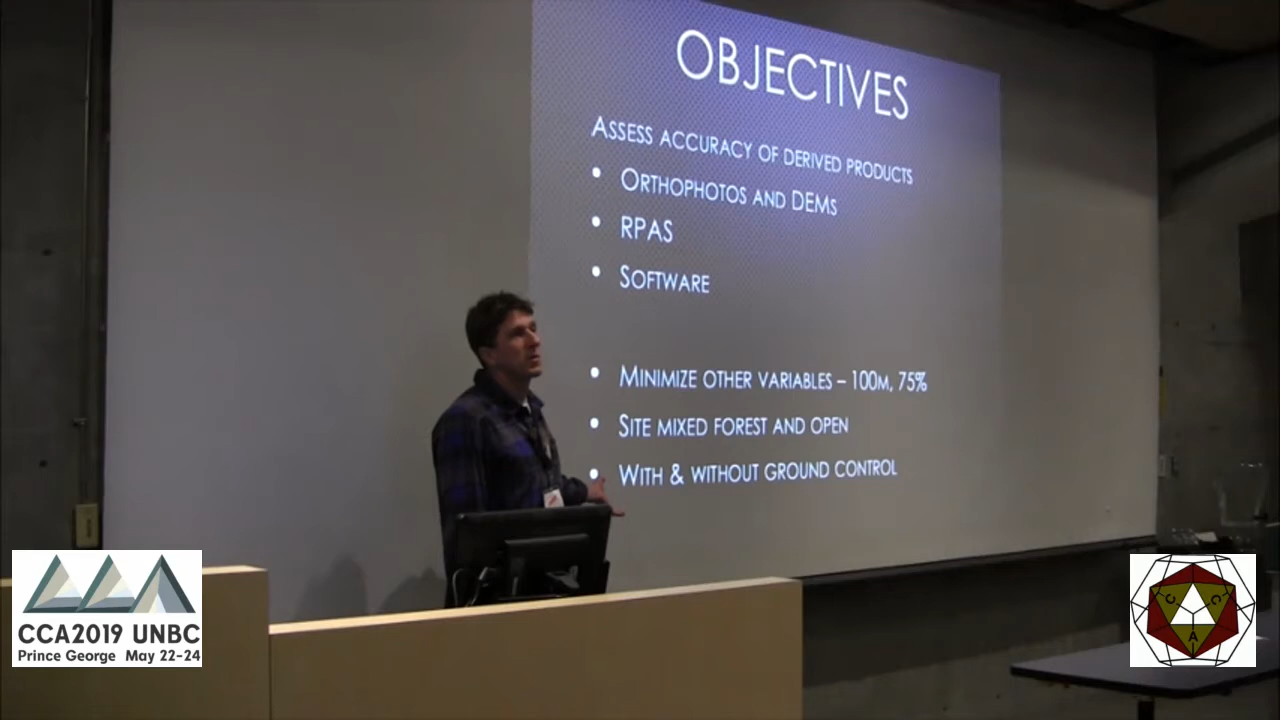 OBJECTIVES
ASSESS ACCURACY OF DERIVED PRODUCTS
• ORTHOPHOTOS AND DEMS
• RPAS
• SOFTWARE
• MINIMIZE OTHER VARIABLES – 100M, 75%
• SITE MIXED FOREST AND OPEN
• WITH & WITHOUT GROUND CONTROL
CCA2019 UNBC
Prince George May 22-24
C C A